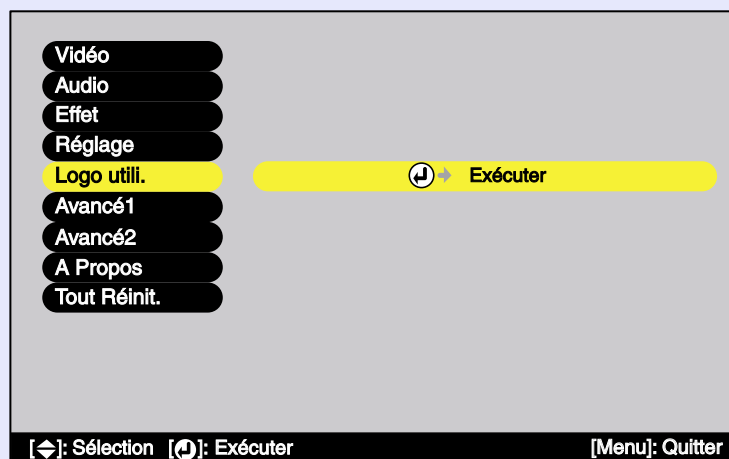 Vidéo
Audio
Effet
Réglage
Logo utili. Exécuter
Avancé1
Avancé2
A Propos
Tout Réinit.
[]: Sélection []: Exécuter [Menu]: Quitter